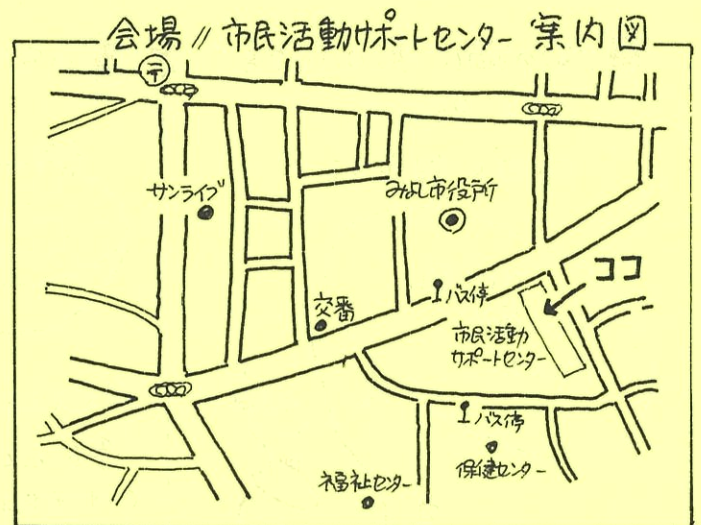 会場 // 市民活動サポートセンター 案内図
〒
サンライブ
みよし市役所
ココ
バス停
交番
市民活動
サポートセンター
バス停
保健センター
福祉センター